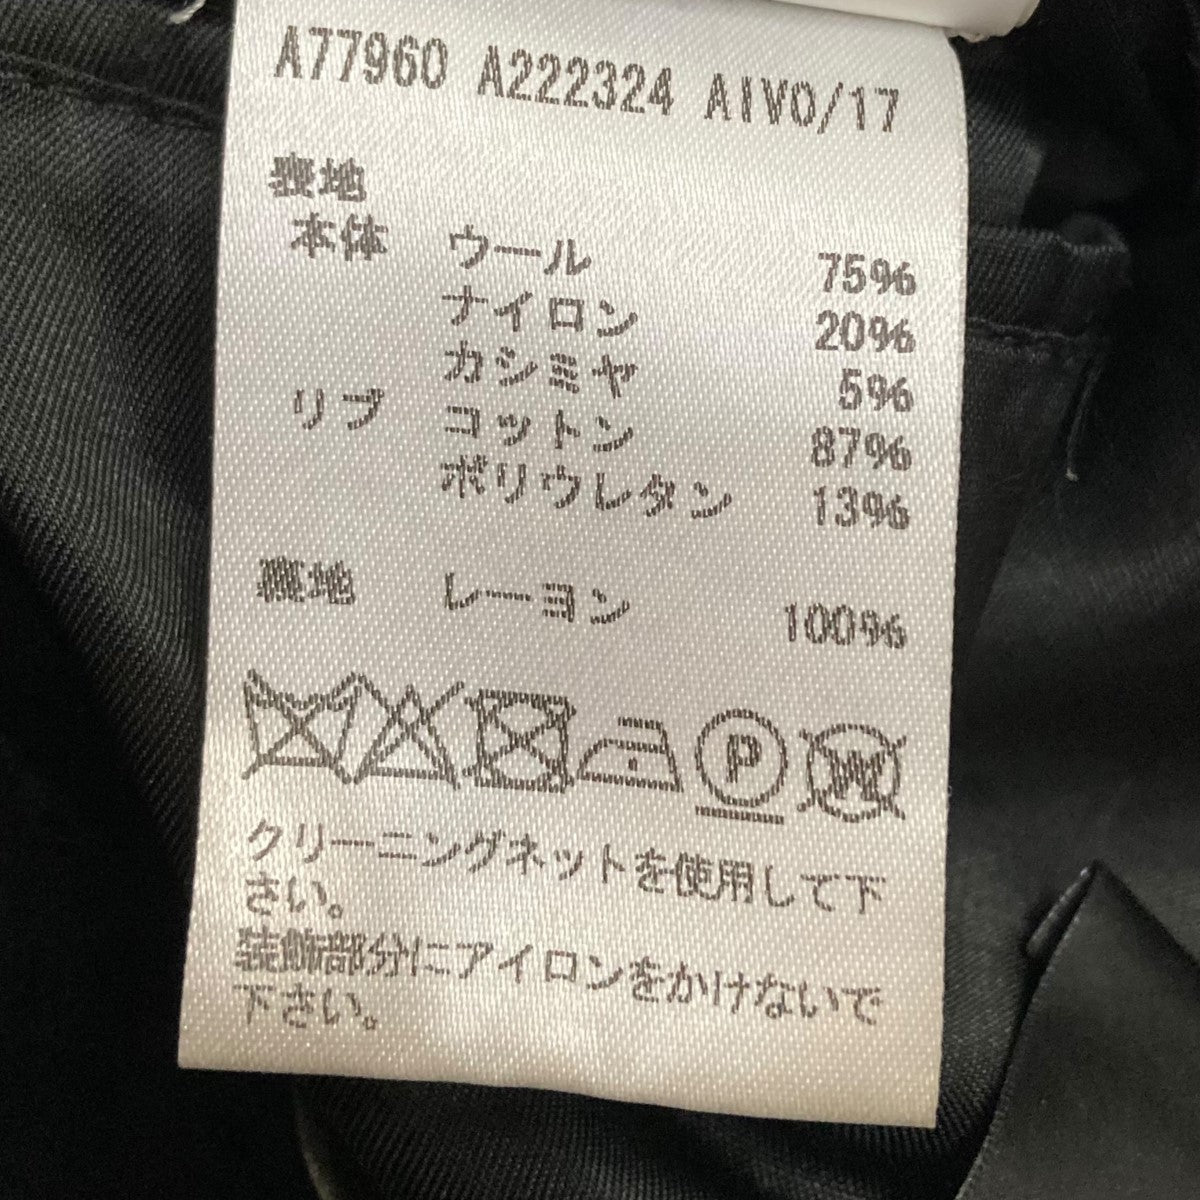 A77960 A222324 AIVO/17
表地
本体 ウール 75%
ナイロン 20%
カシミヤ 5%
リブ コットン 87%
ポリウレタン 13%
裏地 レーヨン 100%
P W
クリーニングネットを使用して下
さい。
装飾部分にアイロンをかけないで
下さい。